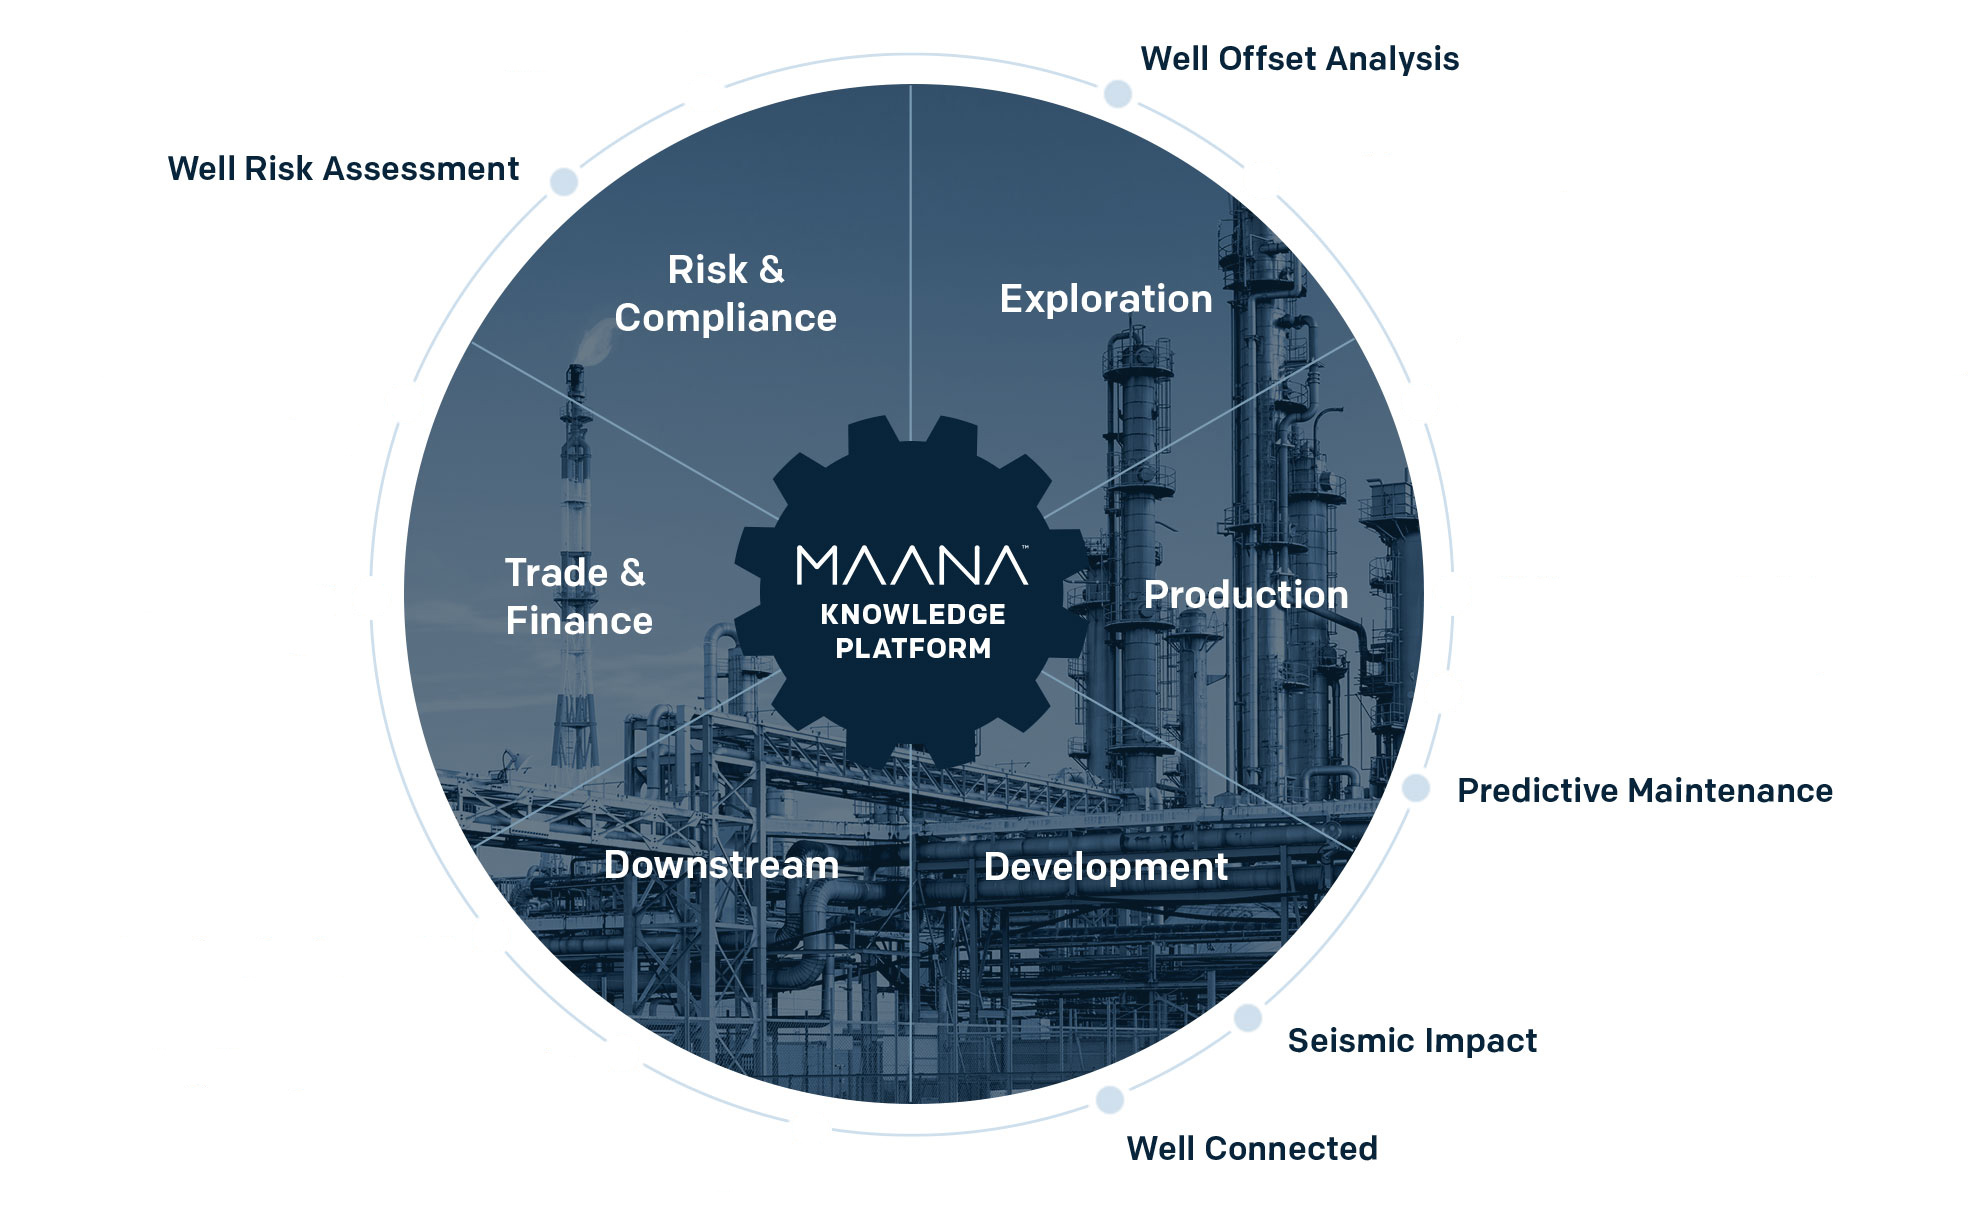 Well Offset Analysis
Well Risk Assessment
Risk &
Compliance
Exploration
Trade &
Finance
MAANA™
KNOWLEDGE
PLATFORM
Production
Predictive Maintenance
Downstream
Development
Seismic Impact
Well Connected